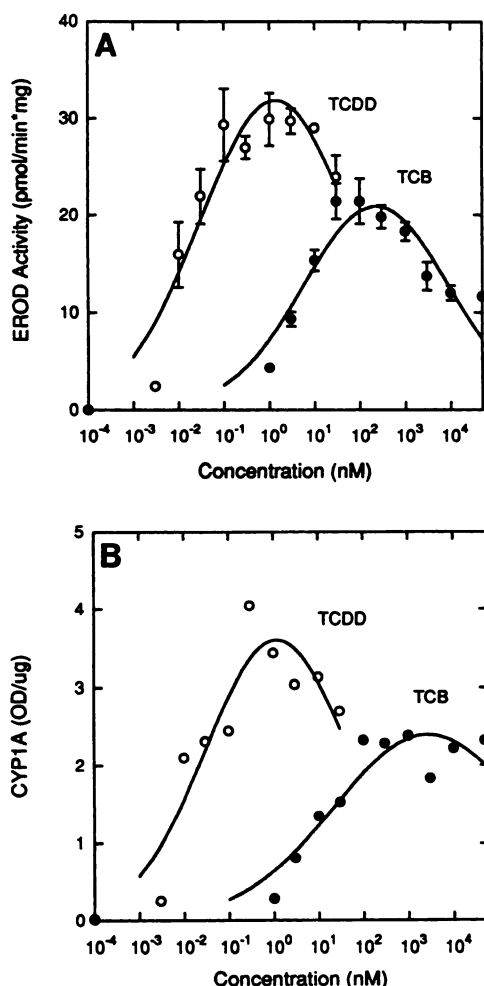 A
40
30
20
10
0
EROD Activity (pmol/min*mg)
TCDD
TCB
10⁻⁴ 10⁻³ 10⁻² 10⁻¹ 10⁰ 10¹ 10² 10³ 10⁴
Concentration (nM)
B
5
4
3
2
1
0
CYP1A (OD/ug)
TCDD
TCB
10⁻⁴ 10⁻³ 10⁻² 10⁻¹ 10⁰ 10¹ 10² 10³ 10⁴
Concentration (nM)